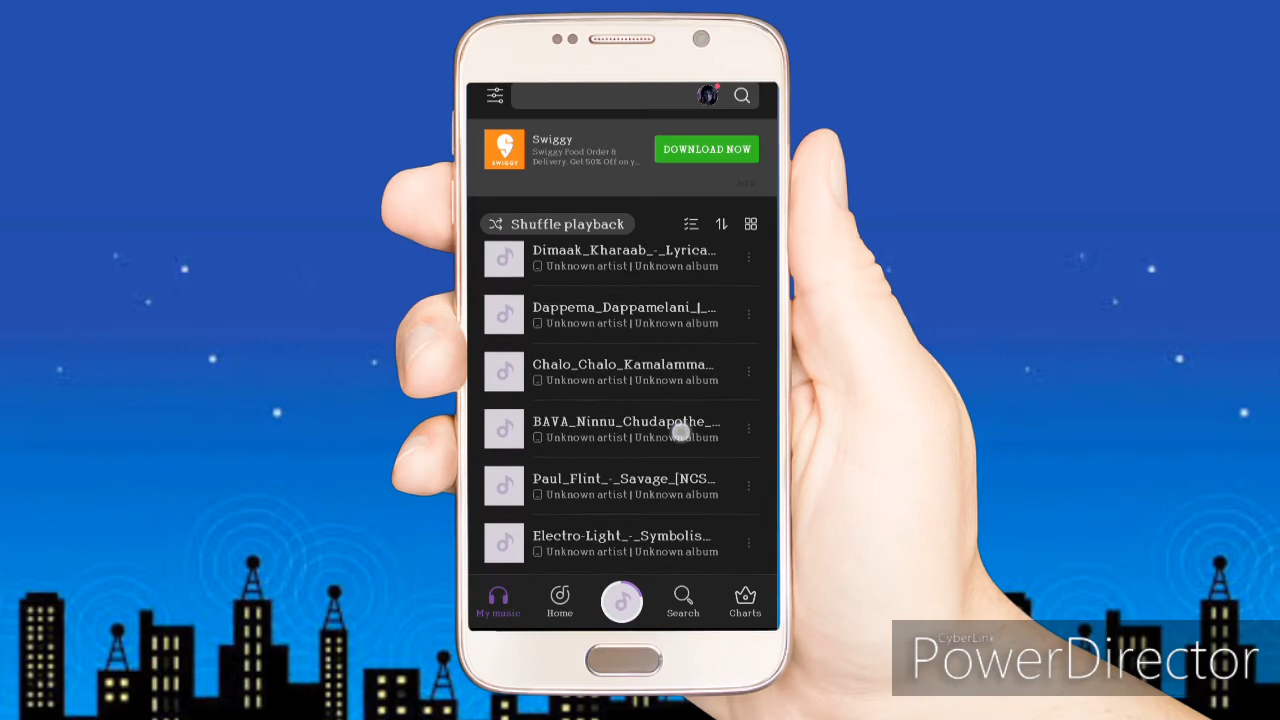 Swiggy
Swiggy Food Order &
Delivery. Get 50% Off on y...
SWIGGY
DOWNLOAD NOW
Shuffle playback
Dimaak_Kharaab_-_Lyrica...
Unknown artist | Unknown album
Dappema_Dappamelani_|_...
Unknown artist | Unknown album
Chalo_Chalo_Kamalamma...
Unknown artist | Unknown album
BAVA_Ninnu_Chudapothe_...
Unknown artist | Unknown album
Paul_Flint_-_Savage_[NCS...
Unknown artist | Unknown album
Electro-Light_-_Symbolis...
Unknown artist | Unknown album
My music
Home
Search
Charts
CyberLink
PowerDirector